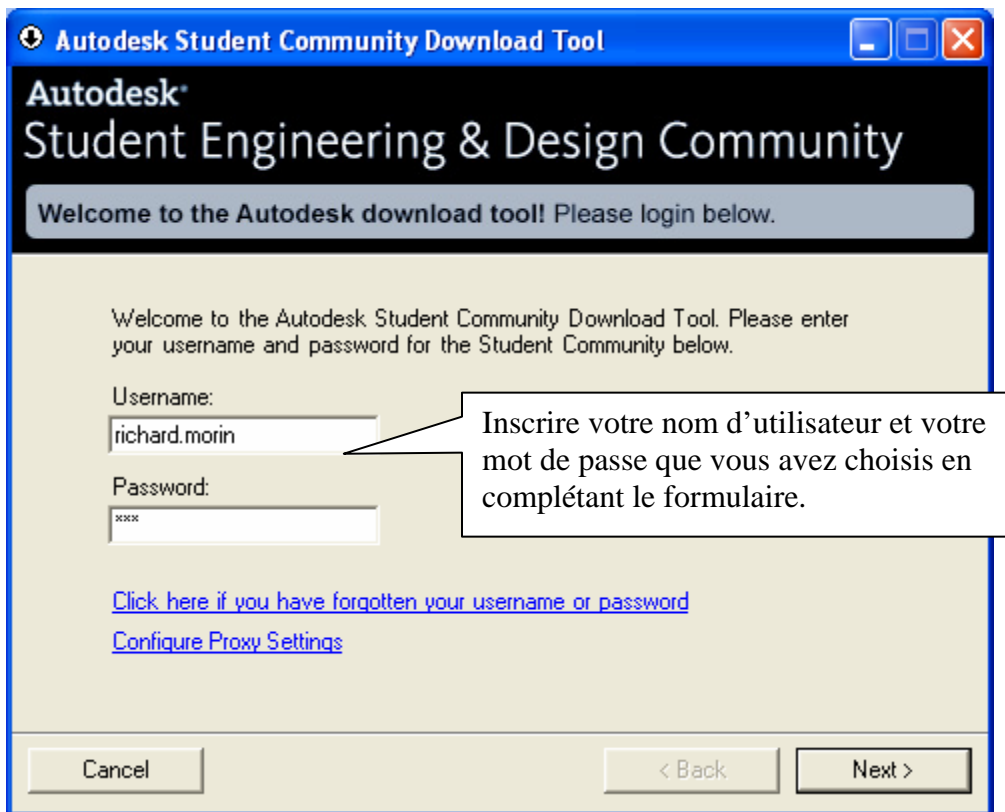 Autodesk Student Community Download Tool
Autodesk®
Student Engineering & Design Community
Welcome to the Autodesk download tool! Please login below.
Welcome to the Autodesk Student Community Download Tool. Please enter
your username and password for the Student Community below.
Username:
richard.morin
Inscrire votre nom d’utilisateur et votre
mot de passe que vous avez choisis en
complétant le formulaire.
Password:
***
Click here if you have forgotten your username or password
Configure Proxy Settings
Cancel
< Back
Next >